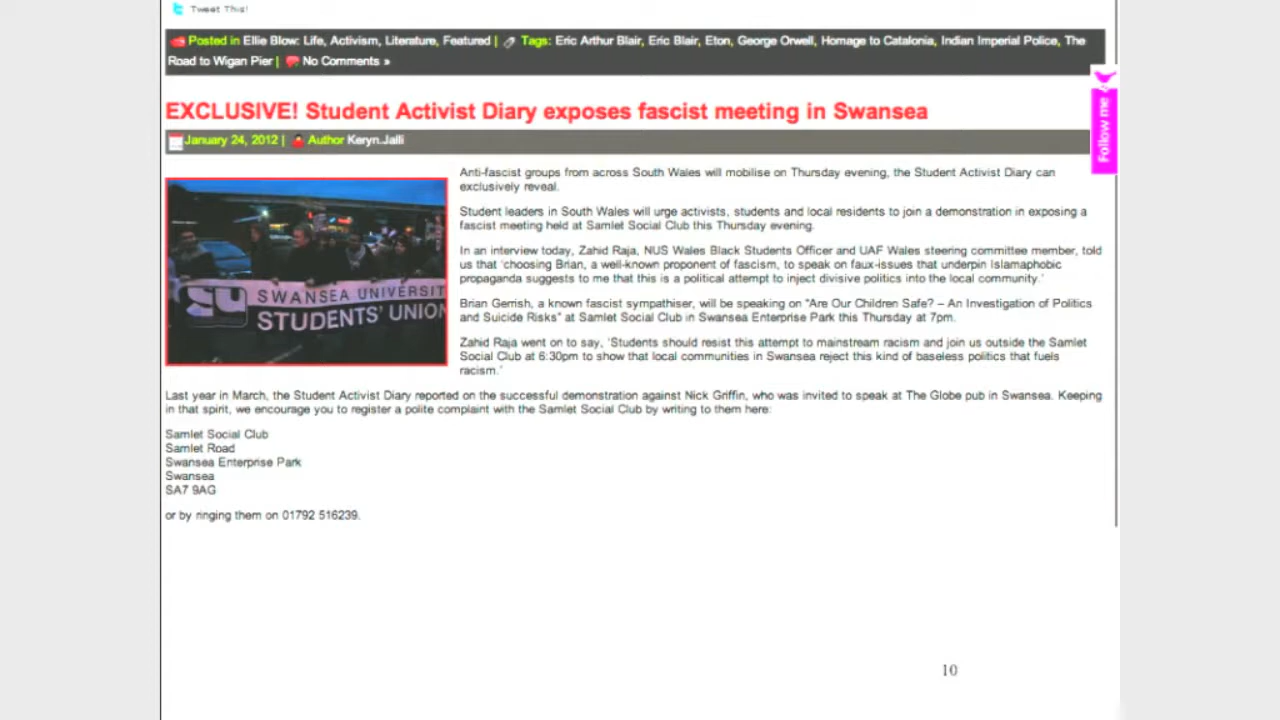 Tweet This!
Posted in Ellie Blow: Life, Activism, Literature, Featured | Tags: Eric Arthur Blair, Eric Blair, Eton, George Orwell, Homage to Catalonia, Indian Imperial Police, The
Road to Wigan Pier | No Comments »
EXCLUSIVE! Student Activist Diary exposes fascist meeting in Swansea
January 24, 2012 | Author Keryn.Jalli
Follow me
Anti-fascist groups from across South Wales will mobilise on Thursday evening, the Student Activist Diary can
exclusively reveal.
Student leaders in South Wales will urge activists, students and local residents to join a demonstration in exposing a
fascist meeting held at Samlet Social Club this Thursday evening.
In an interview today, Zahid Raja, NUS Wales Black Students Officer and UAF Wales steering committee member, told
us that 'choosing Brian, a well-known proponent of fascism, to speak on faux-issues that underpin Islamaphobic
propaganda suggests to me that this is a political attempt to inject divisive politics into the local community.'
Brian Gerrish, a known fascist sympathiser, will be speaking on "Are Our Children Safe? – An Investigation of Politics
and Suicide Risks" at Samlet Social Club in Swansea Enterprise Park this Thursday at 7pm.
Zahid Raja went on to say, 'Students should resist this attempt to mainstream racism and join us outside the Samlet
Social Club at 6:30pm to show that local communities in Swansea reject this kind of baseless politics that fuels
racism.'
SU SWANSEA UNIVERSIT
STUDENTS' UNION
Last year in March, the Student Activist Diary reported on the successful demonstration against Nick Griffin, who was invited to speak at The Globe pub in Swansea. Keeping
in that spirit, we encourage you to register a polite complaint with the Samlet Social Club by writing to them here:
Samlet Social Club
Samlet Road
Swansea Enterprise Park
Swansea
SA7 9AG
or by ringing them on 01792 516239.
10